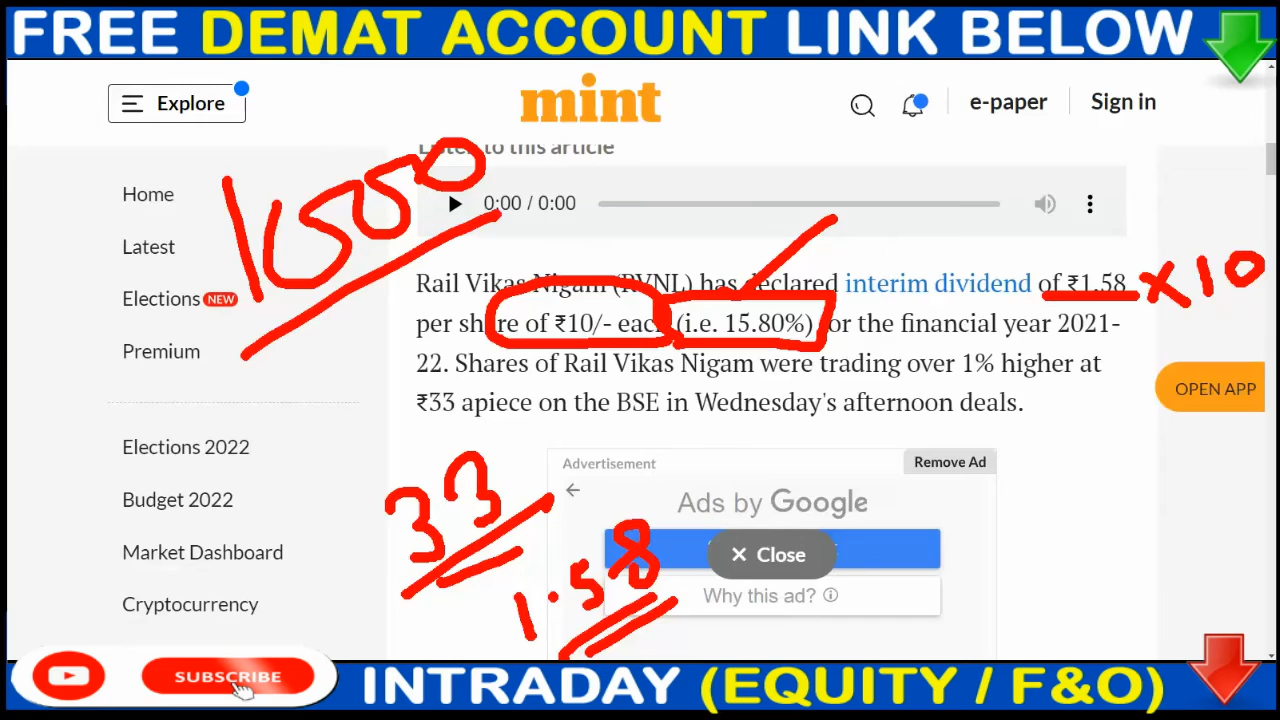 FREE DEMAT ACCOUNT LINK BELOW
Explore
mint
e-paper
Sign in
Listen to this article
Home
1000
0:00 / 0:00
Latest
Elections NEW
Premium
Rail Vikas Nigam (RVNL) has declared interim dividend of ₹1.58
×10
per share of ₹10/- each (i.e. 15.80%) for the financial year 2021-
22. Shares of Rail Vikas Nigam were trading over 1% higher at
₹33 apiece on the BSE in Wednesday's afternoon deals.
OPEN APP
Elections 2022
Budget 2022
Market Dashboard
Cryptocurrency
Advertisement
Remove Ad
Ads by Google
33
× Close
1.58
Why this ad?
SUBSCRIBE
INTRADAY (EQUITY / F&O)